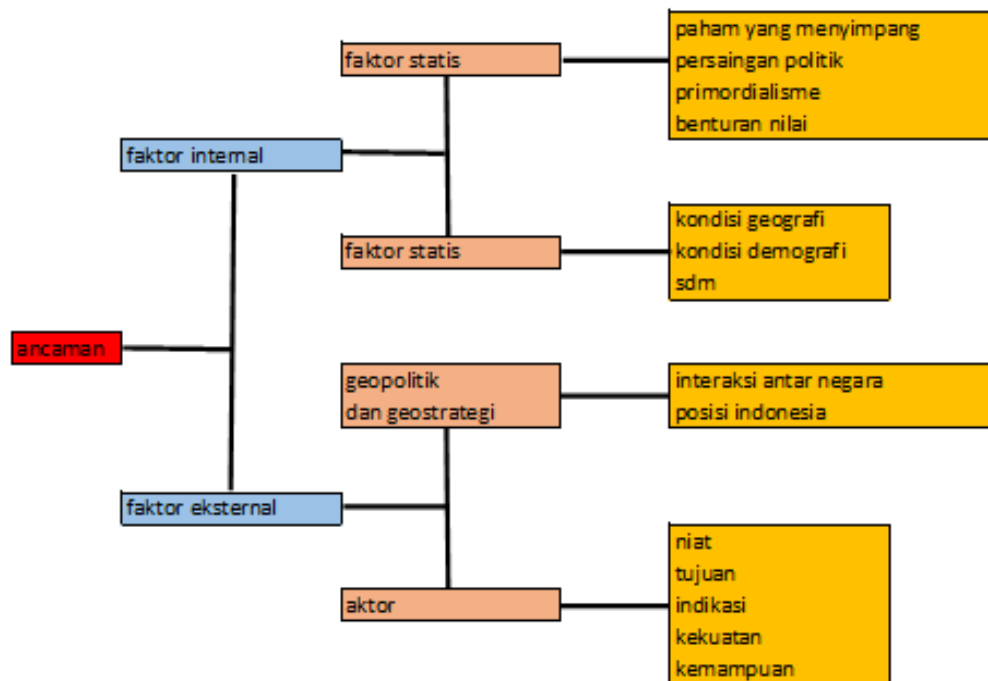 ancaman
faktor internal
faktor statis
paham yang menyimpang
persaingan politik
primordialisme
benturan nilai
faktor statis
kondisi geografi
kondisi demografi
sdm
faktor eksternal
geopolitik
dan geostrategi
interaksi antar negara
posisi indonesia
aktor
niat
tujuan
indikasi
kekuatan
kemampuan